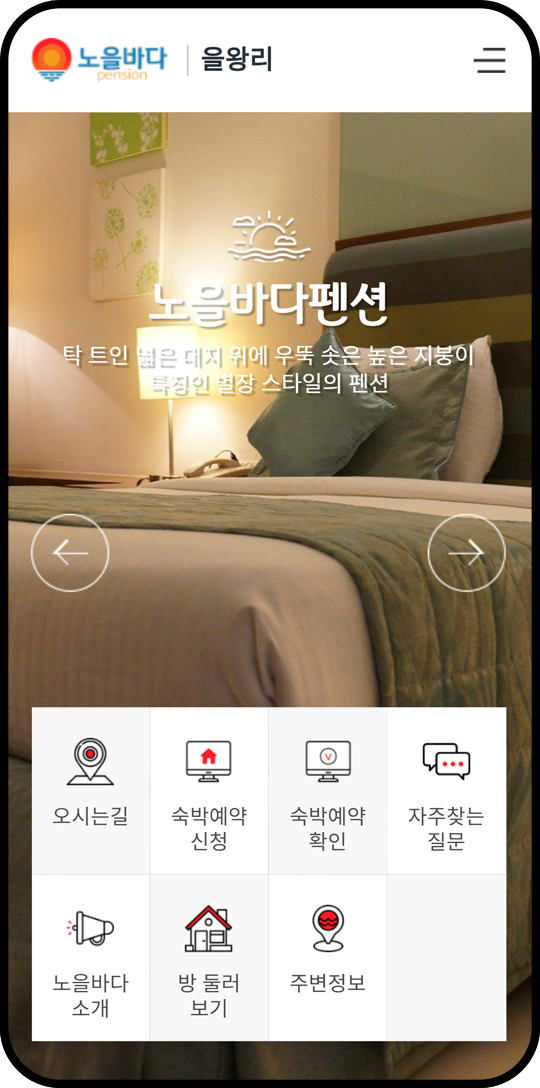 노을바다
pension
을왕리
노을바다펜션
탁 트인 넓은 대지 위에 우뚝 솟은 높은 지붕이
특징인 별장 스타일의 펜션
오시는길
숙박예약
신청
숙박예약
확인
자주찾는
질문
노을바다
소개
방 둘러
보기
주변정보